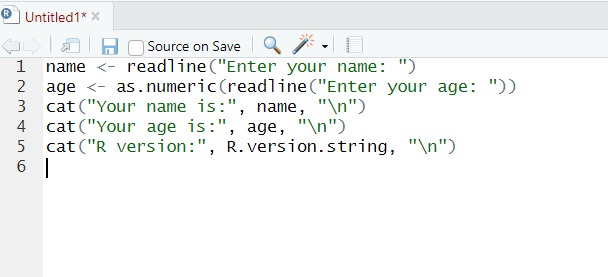 Untitled1*
Source on Save
1 name <- readline("Enter your name: ")
2 age <- as.numeric(readline("Enter your age: "))
3 cat("Your name is:", name, "\n")
4 cat("Your age is:", age, "\n")
5 cat("R version:", R.version.string, "\n")
6